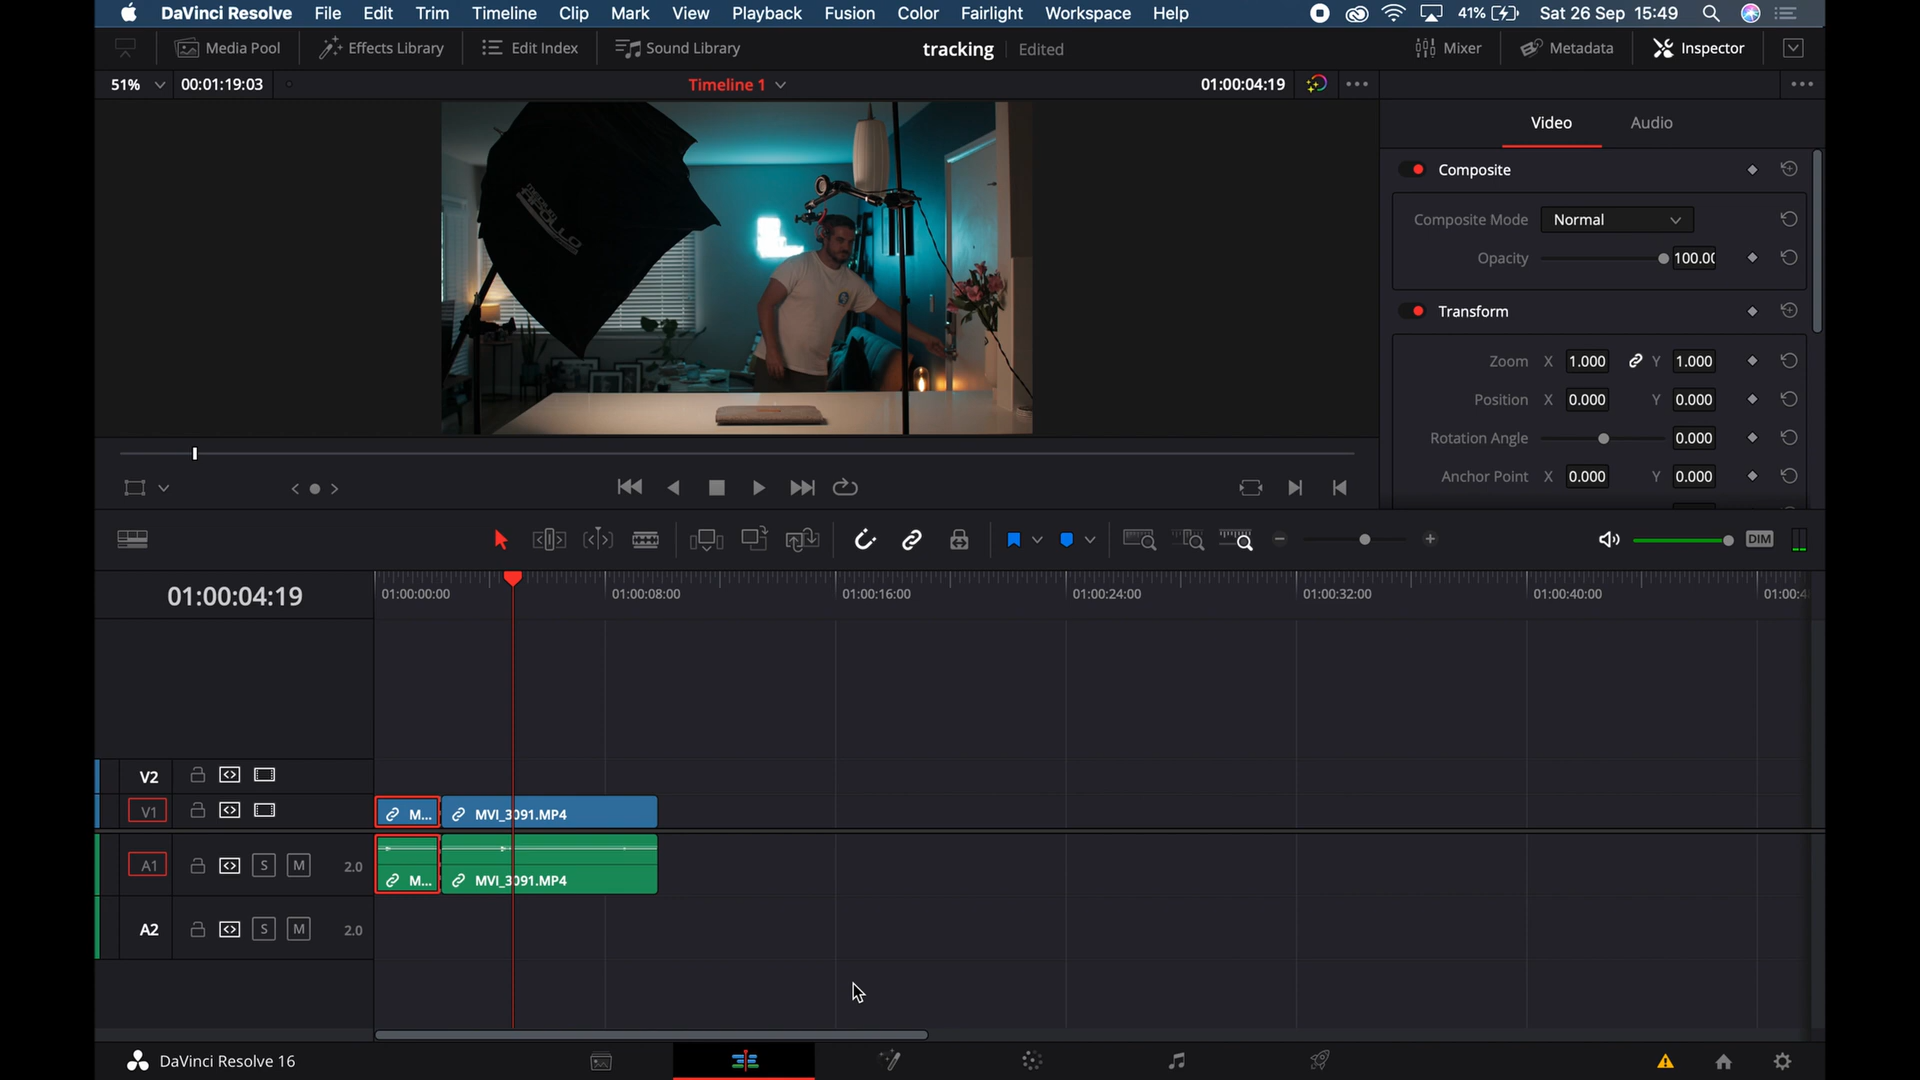 DaVinci Resolve File Edit Trim Timeline Clip Mark View Playback Fusion Color Fairlight Workspace Help 41% Sat 26 Sep 15:49
Media Pool Effects Library Edit Index Sound Library tracking Edited Mixer Metadata Inspector
51% 00:01:19:03 Timeline 1 01:00:04:19
Video Audio
Composite
Composite Mode Normal
Opacity 100.00
Transform
Zoom X 1.000 Y 1.000
Position X 0.000 Y 0.000
Rotation Angle 0.000
Anchor Point X 0.000 Y 0.000
APOLLO
DIM
01:00:04:19 01:00:00:00 01:00:08:00 01:00:16:00 01:00:24:00 01:00:32:00 01:00:40:00 01:00:4
V2
V1 M... MVI_3091.MP4
A1 S M 2.0
M... MVI_3091.MP4
A2 S M 2.0
DaVinci Resolve 16